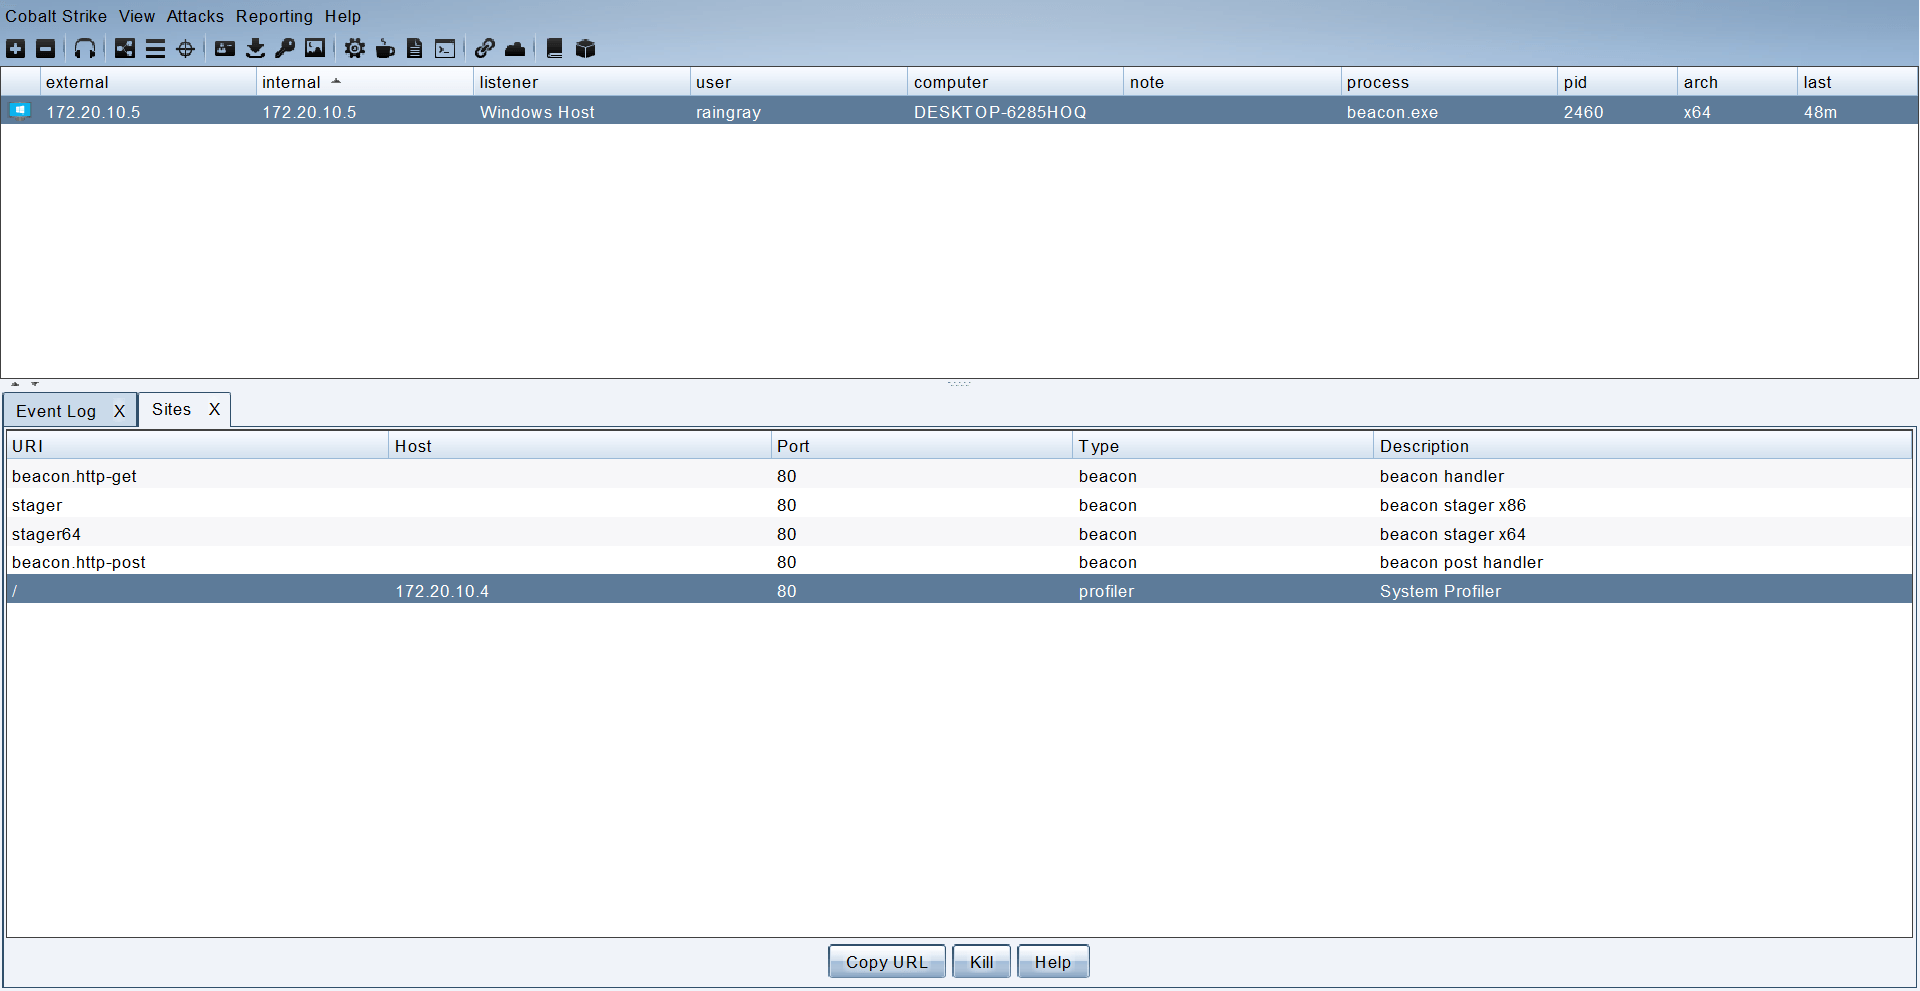 Cobalt Strike View Attacks Reporting Help
external internal listener user computer note process pid arch last
172.20.10.5 172.20.10.5 Windows Host raingray DESKTOP-6285HOQ beacon.exe 2460 x64 48m
Event Log X Sites X
URI Host Port Type Description
beacon.http-get 80 beacon beacon handler
stager 80 beacon beacon stager x86
stager64 80 beacon beacon stager x64
beacon.http-post 80 beacon beacon post handler
/ 172.20.10.4 80 profiler System Profiler
Copy URL Kill Help